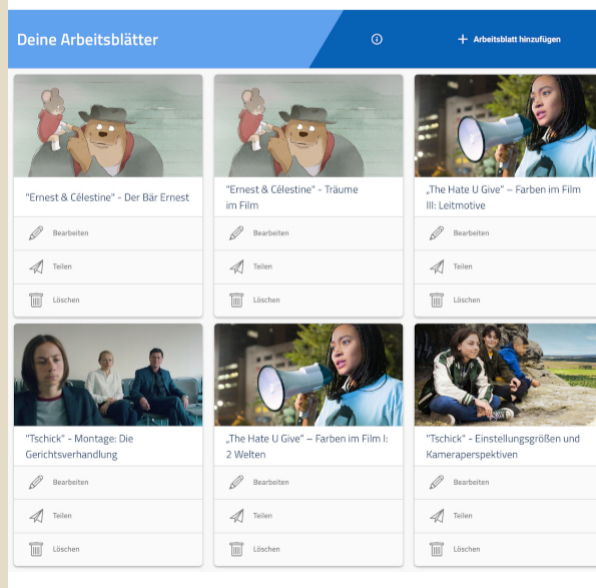 Deine Arbeitsblätter
Arbeitsblatt hinzufügen
"Ernest & Célestine" - Der Bär Ernest
Bearbeiten
Teilen
Löschen
"Ernest & Célestine" - Träume
im Film
Bearbeiten
Teilen
Löschen
„The Hate U Give" – Farben im Film
III: Leitmotive
Bearbeiten
Teilen
Löschen
"Tschick" - Montage: Die
Gerichtsverhandlung
Bearbeiten
Teilen
Löschen
„The Hate U Give" – Farben im Film I:
2 Welten
Bearbeiten
Teilen
Löschen
"Tschick" - Einstellungsgrößen und
Kameraperspektiven
Bearbeiten
Teilen
Löschen